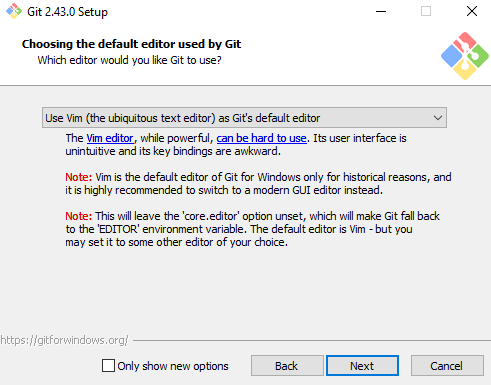 Git 2.43.0 Setup
Choosing the default editor used by Git
Which editor would you like Git to use?
Use Vim (the ubiquitous text editor) as Git's default editor
The Vim editor, while powerful, can be hard to use. Its user interface is
unintuitive and its key bindings are awkward.
Note: Vim is the default editor of Git for Windows only for historical reasons, and
it is highly recommended to switch to a modern GUI editor instead.
Note: This will leave the 'core.editor' option unset, which will make Git fall back
to the 'EDITOR' environment variable. The default editor is Vim - but you
may set it to some other editor of your choice.
https://gitforwindows.org/
Only show new options
Back
Next
Cancel